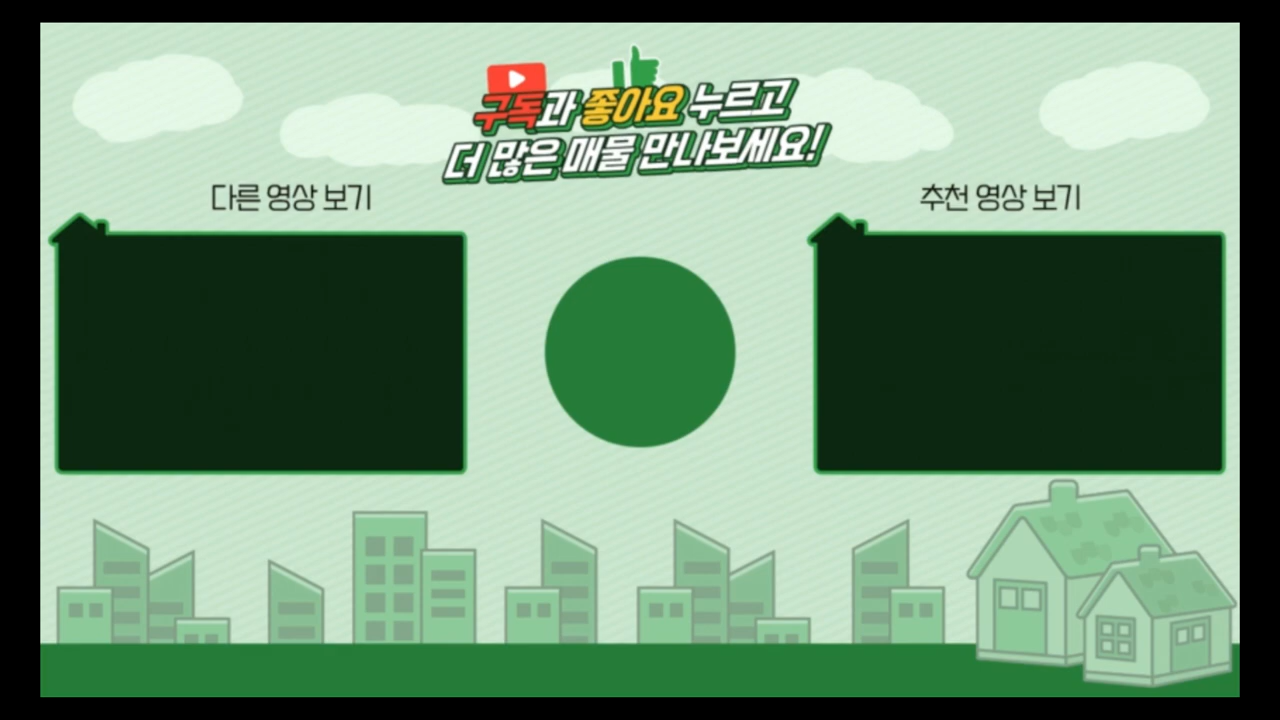 구독과 좋아요 누르고
더 많은 매물 만나보세요!
다른 영상 보기
추천 영상 보기